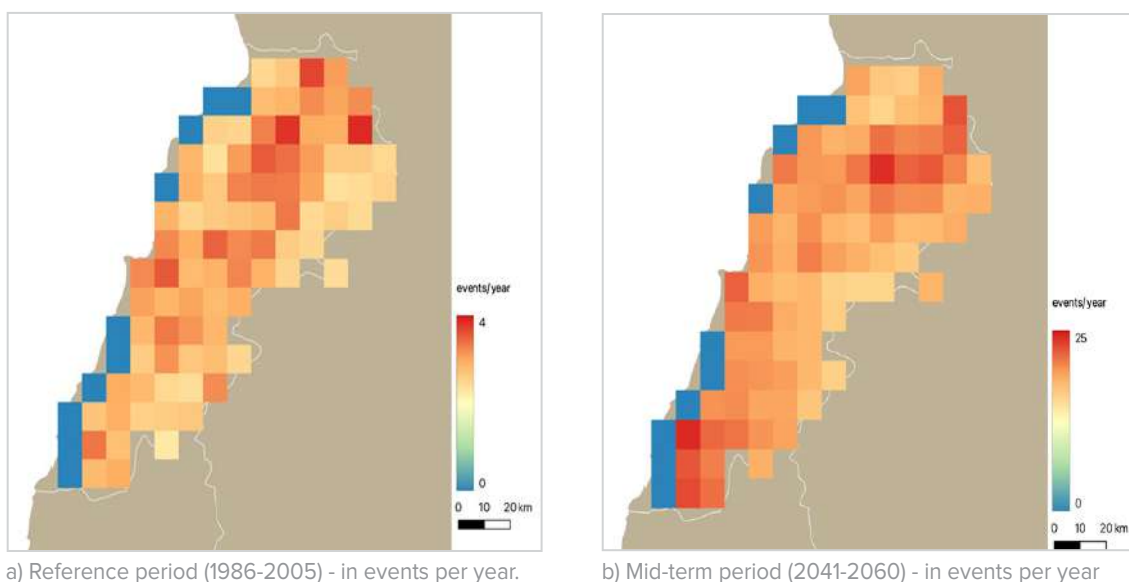 events/year
4
0
0 10 20 km
a) Reference period (1986-2005) - in events per year.
events/year
25
0
0 10 20 km
b) Mid-term period (2041-2060) - in events per year